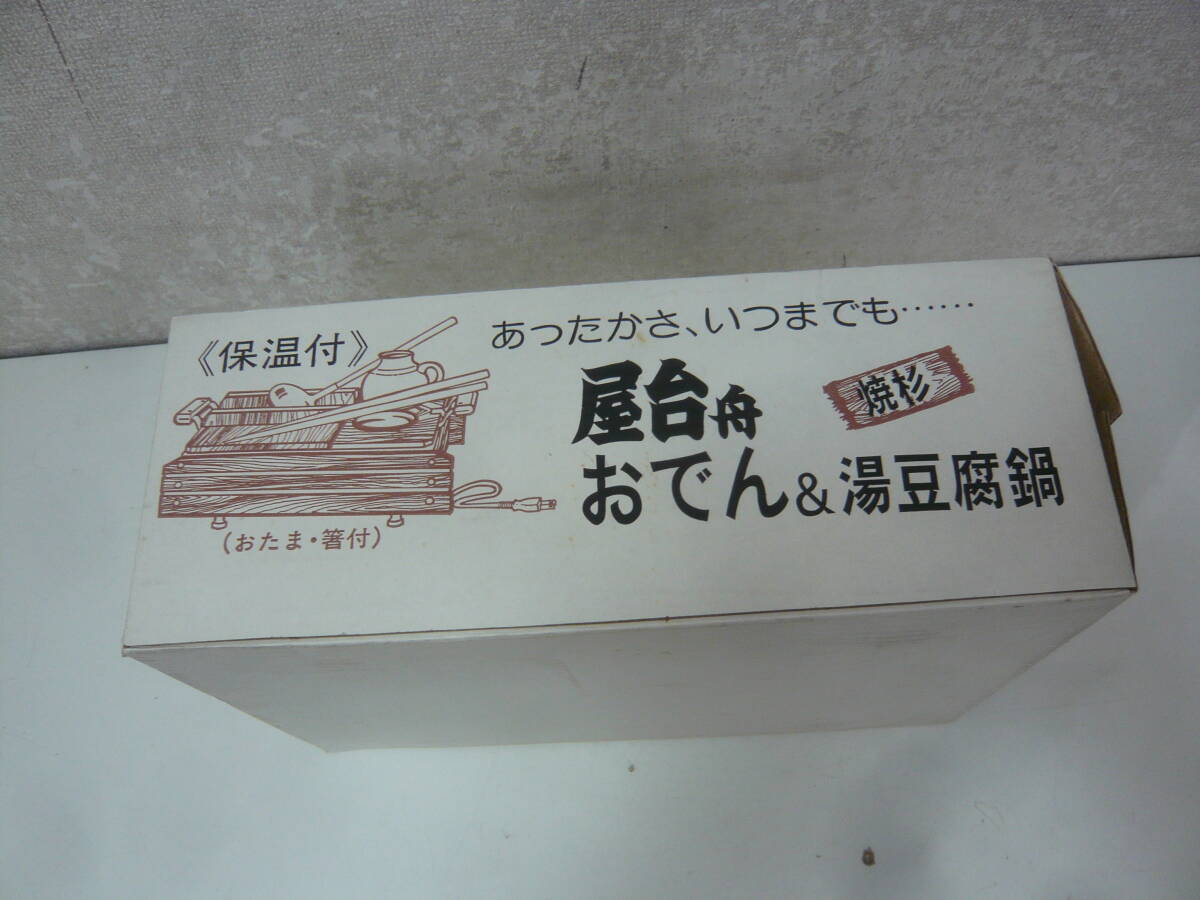 《保温付》
(おたま・箸付)
あったかさ、いつまでも……
屋台舟
焼杉
おでん&湯豆腐鍋